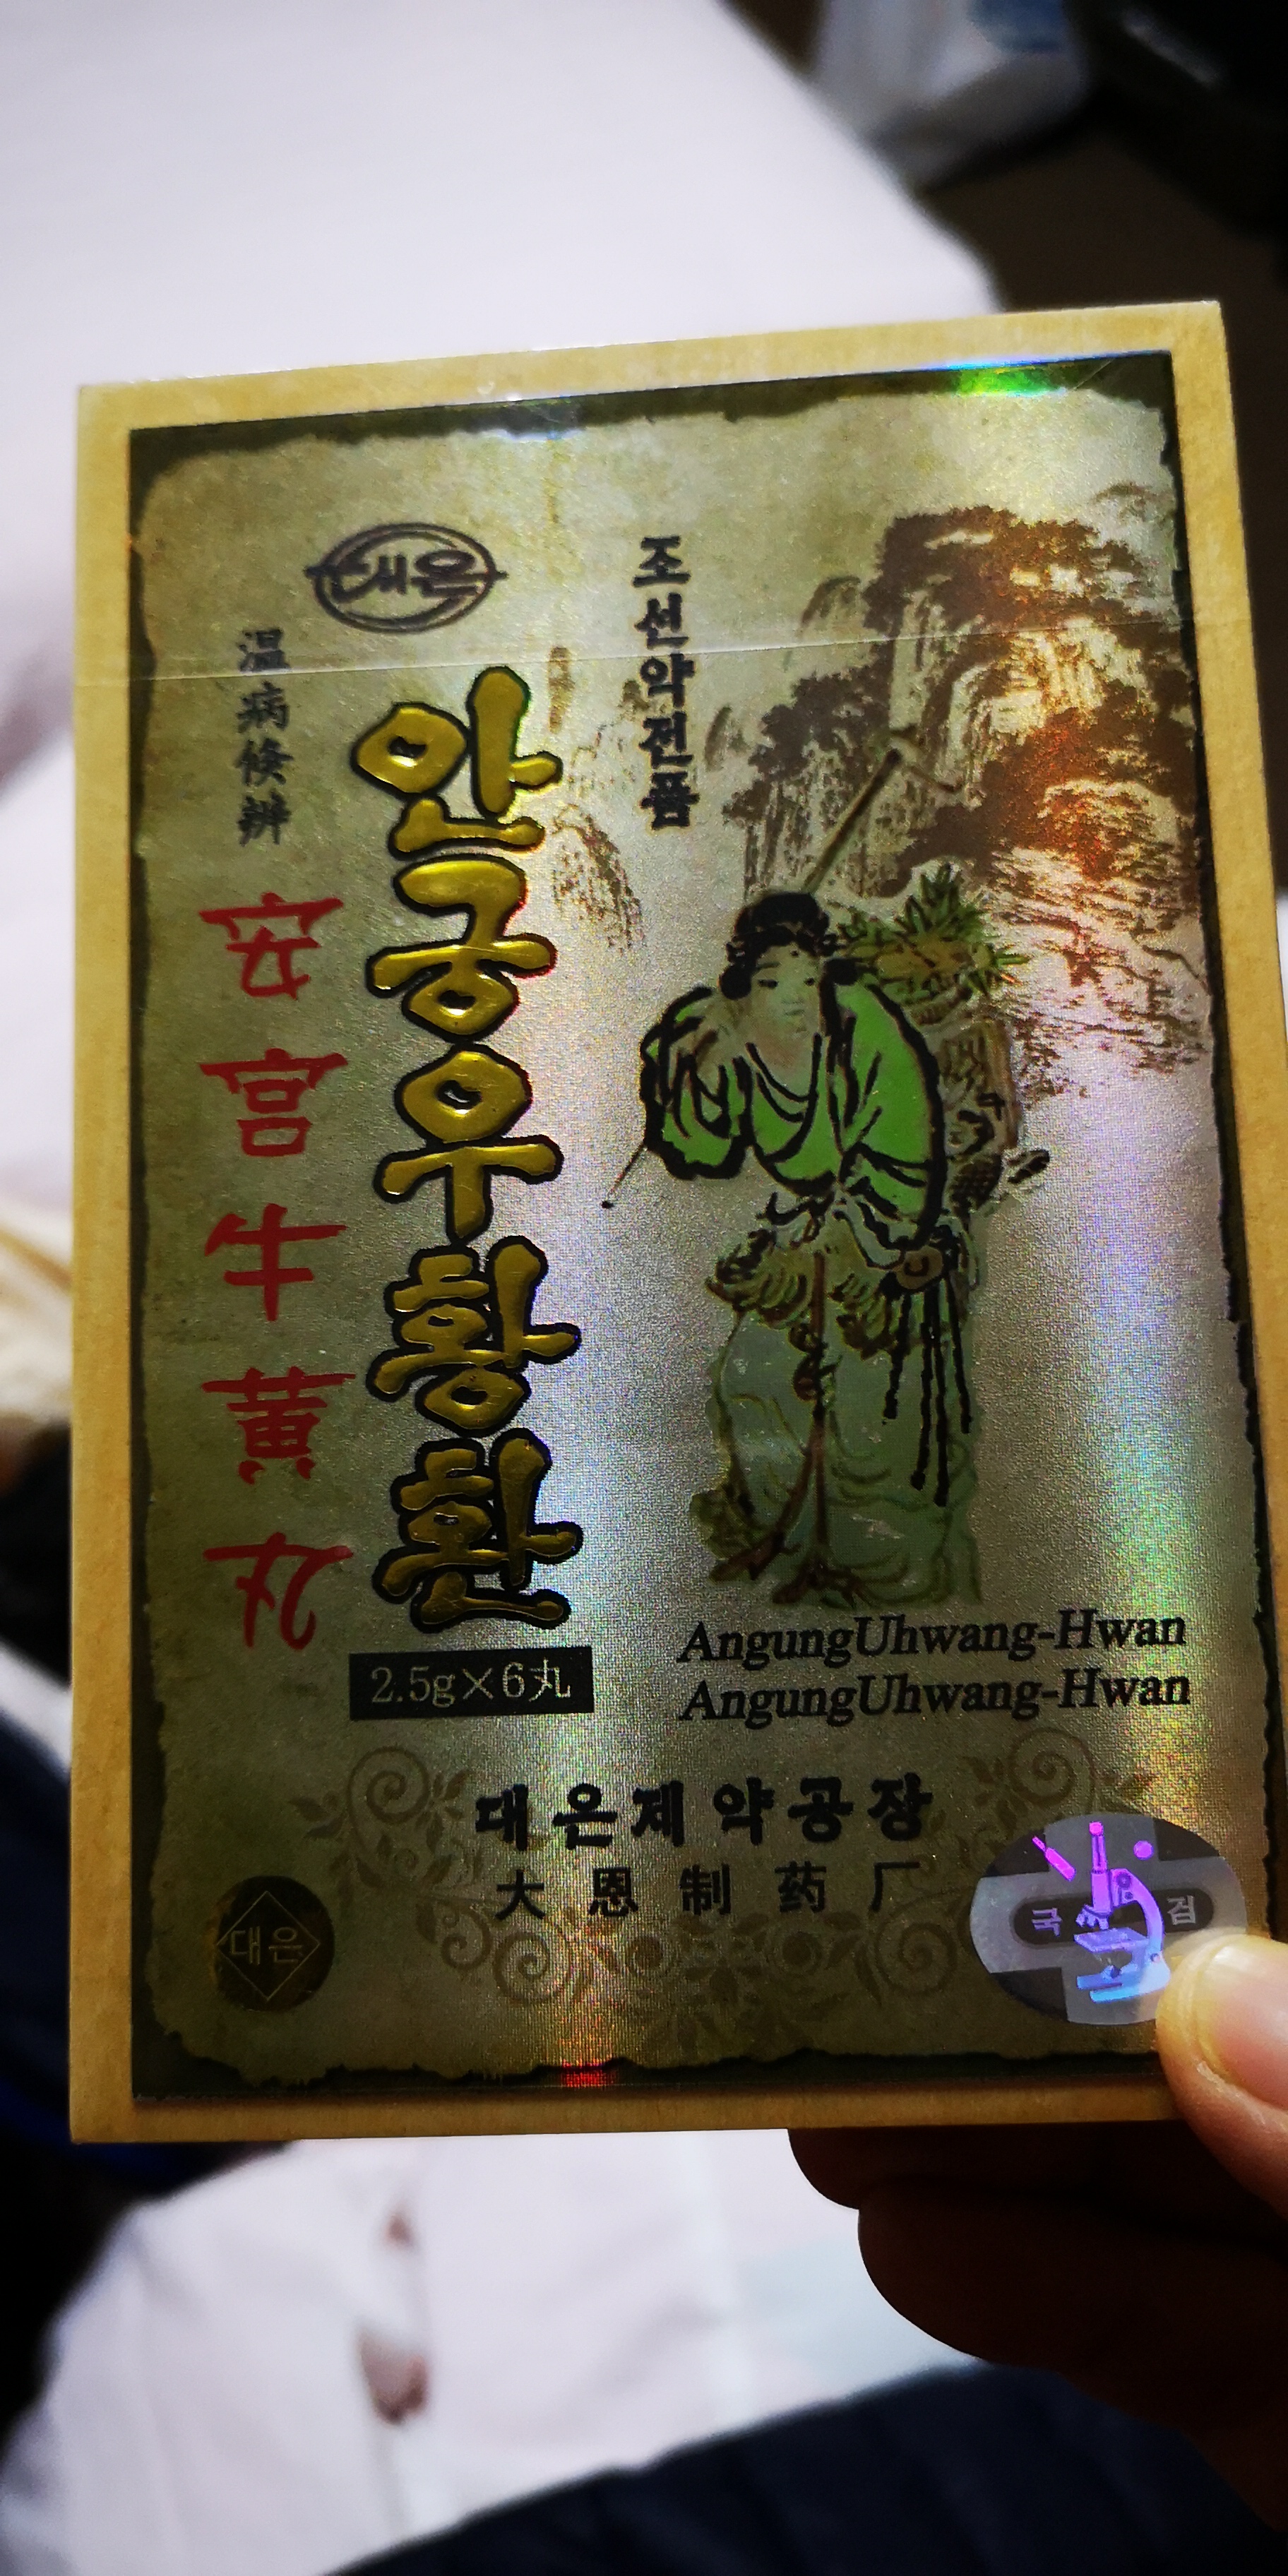 대은
조선약전품
温病條辨
안궁우황환
安宮牛黃丸
2.5g×6丸
AngungUhwang-Hwan
AngungUhwang-Hwan
대은제약공장
大恩制药厂
대은
국 검